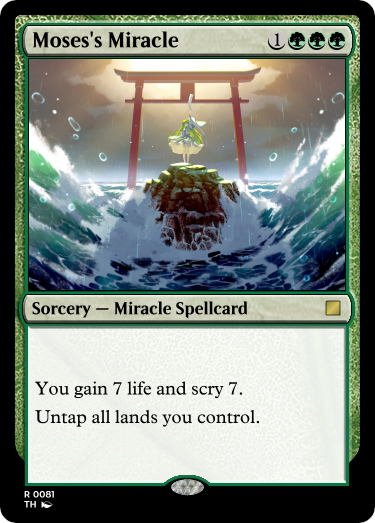 Moses's Miracle 1
Sorcery — Miracle Spellcard
You gain 7 life and scry 7.
Untap all lands you control.
R 0081
TH